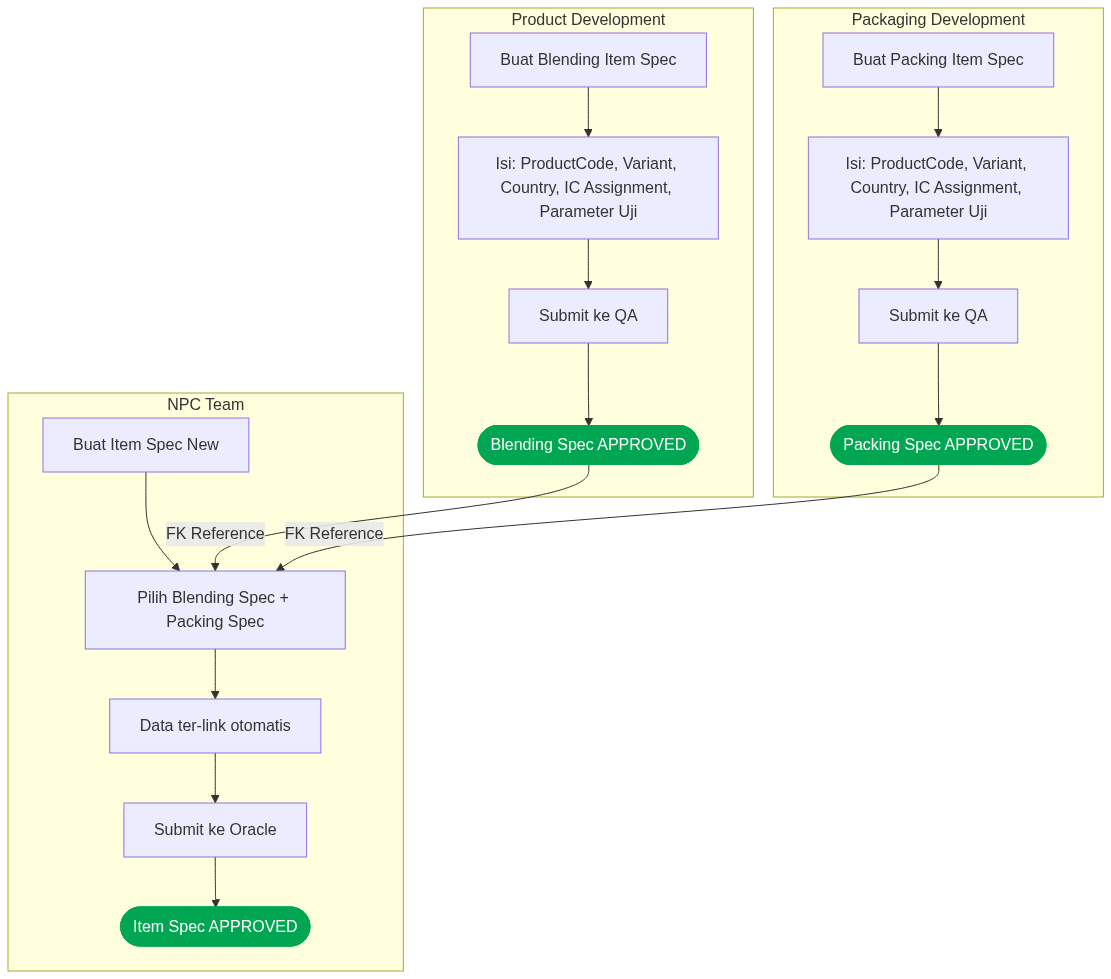 Product Development
Buat Blending Item Spec
Isi: ProductCode, Variant,
Country, IC Assignment,
Parameter Uji
Submit ke QA
Blending Spec APPROVED
Packaging Development
Buat Packing Item Spec
Isi: ProductCode, Variant,
Country, IC Assignment,
Parameter Uji
Submit ke QA
Packing Spec APPROVED
NPC Team
Buat Item Spec New
FK Reference
FK Reference
Pilih Blending Spec +
Packing Spec
Data ter-link otomatis
Submit ke Oracle
Item Spec APPROVED